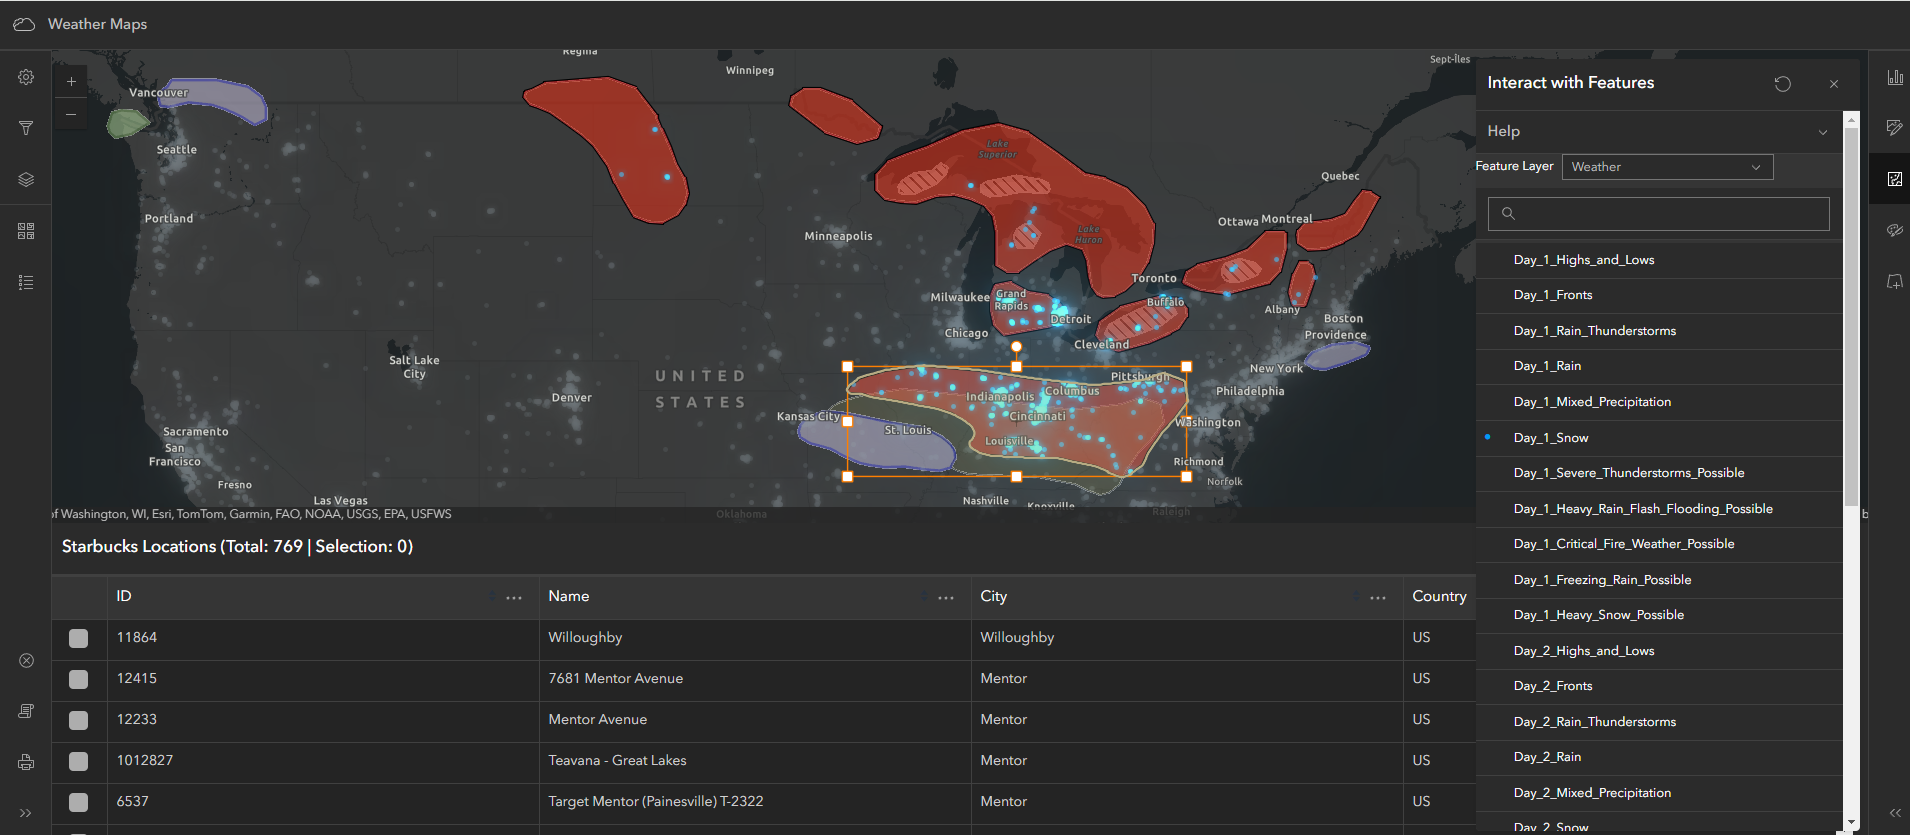 Weather Maps
Regina
Winnipeg
Sept-Îles
Vancouver
Seattle
Lake
Superior
Quebec
Portland
Minneapolis
Ottawa
Montreal
Lake
Huron
Toronto
Milwaukee
Grand
Rapids
Buffalo
Detroit
Albany
Boston
Providence
Chicago
Cleveland
Salt Lake
City
UNITED
STATES
New York
Pittsburgh
Philadelphia
Denver
Indianapolis
Columbus
Kansas City
Cincinnati
Washington
Sacramento
St. Louis
Louisville
San
Francisco
Richmond
Fresno
Norfolk
Las Vegas
Nashville
Knoxville
Oklahoma
Raleigh
of Washington, WI, Esri, TomTom, Garmin, FAO, NOAA, USGS, EPA, USFWS
Interact with Features
Help
Feature Layer
Weather
Day_1_Highs_and_Lows
Day_1_Fronts
Day_1_Rain_Thunderstorms
Day_1_Rain
Day_1_Mixed_Precipitation
Day_1_Snow
Day_1_Severe_Thunderstorms_Possible
Day_1_Heavy_Rain_Flash_Flooding_Possible
Day_1_Critical_Fire_Weather_Possible
Day_1_Freezing_Rain_Possible
Day_1_Heavy_Snow_Possible
Day_2_Highs_and_Lows
Day_2_Fronts
Day_2_Rain_Thunderstorms
Day_2_Rain
Day_2_Mixed_Precipitation
Day_2_Snow
Starbucks Locations (Total: 769 | Selection: 0)
ID ... Name ... City ... Country
11864 Willoughby Willoughby US
12415 7681 Mentor Avenue Mentor US
12233 Mentor Avenue Mentor US
1012827 Teavana - Great Lakes Mentor US
6537 Target Mentor (Painesville) T-2322 Mentor US